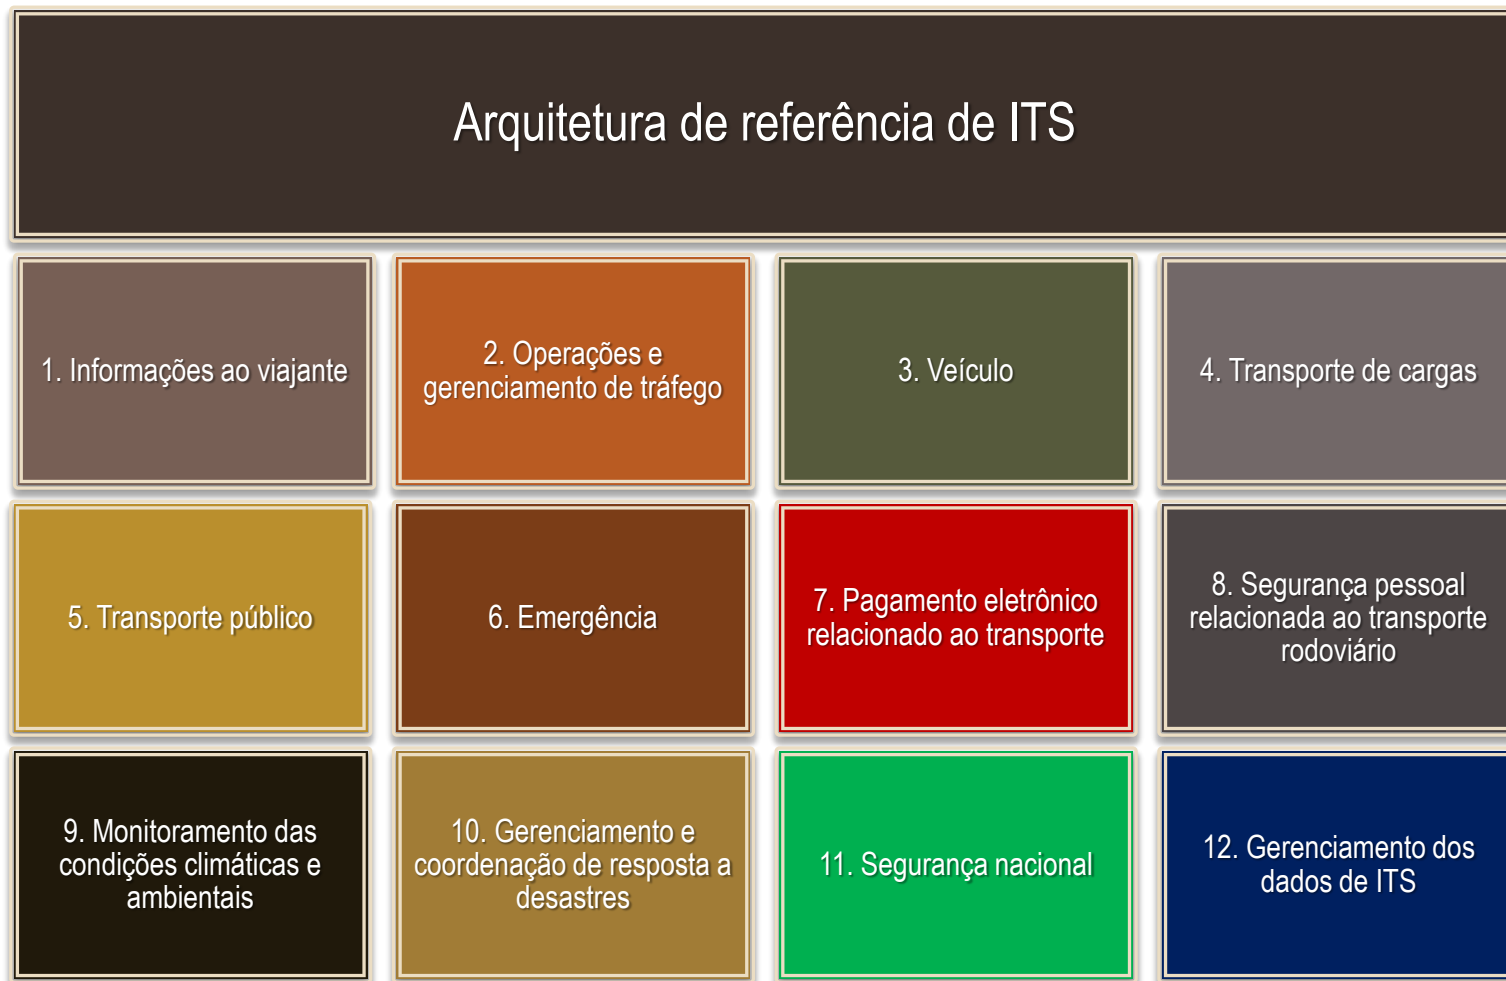 Arquitetura de referência de ITS
1. Informações ao viajante
2. Operações e
gerenciamento de tráfego
3. Veículo
4. Transporte de cargas
5. Transporte público
6. Emergência
7. Pagamento eletrônico
relacionado ao transporte
8. Segurança pessoal
relacionada ao transporte
rodoviário
9. Monitoramento das
condições climáticas e
ambientais
10. Gerenciamento e
coordenação de resposta a
desastres
11. Segurança nacional
12. Gerenciamento dos
dados de ITS